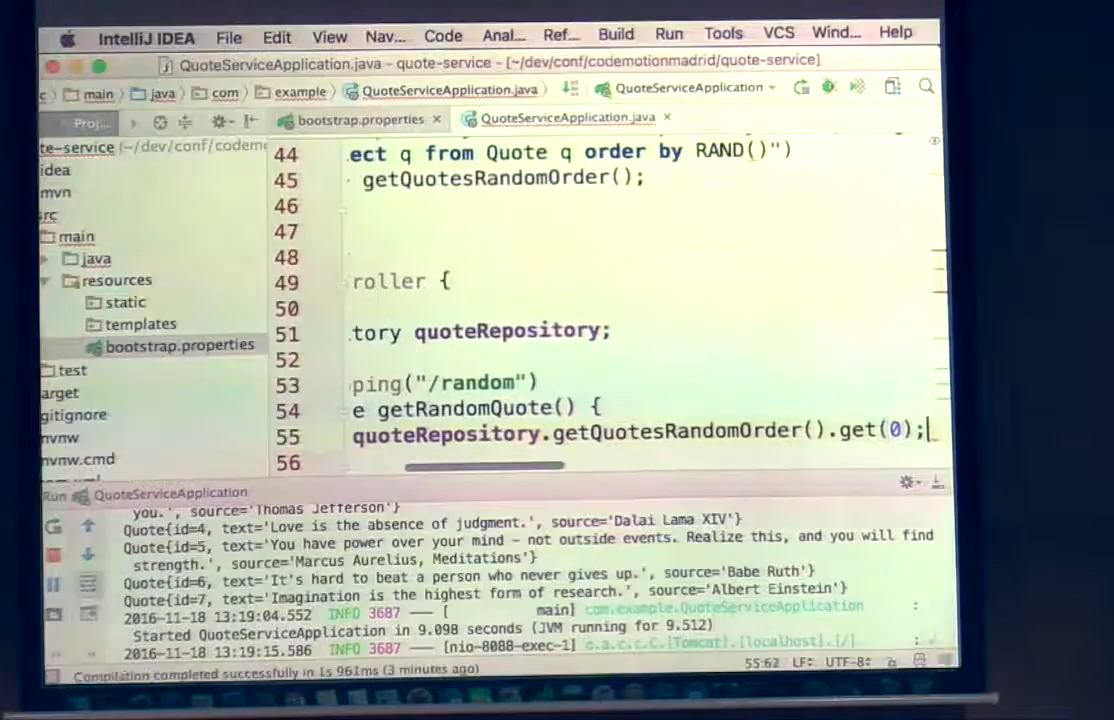 IntelliJ IDEA File Edit View Nav... Code Anal... Ref... Build Run Tools VCS Wind... Help
QuoteServiceApplication.java – quote-service – [~/dev/conf/codemotionmadrid/quote-service]
main java com example QuoteServiceApplication.java QuoteServiceApplication
Proj... bootstrap.properties × QuoteServiceApplication.java ×
te-service (~/dev/conf/codem
idea
mvn
src
main
java
resources
static
templates
bootstrap.properties
test
arget
gitignore
mvnw
mvnw.cmd
44 ect q from Quote q order by RAND()")
45 getQuotesRandomOrder();
46
47
48
49 roller {
50
51 tory quoteRepository;
52
53 ping("/random")
54 e getRandomQuote() {
55 quoteRepository.getQuotesRandomOrder().get(0);
56
Run QuoteServiceApplication
you.', source='Thomas Jefferson'}
Quote{id=4, text='Love is the absence of judgment.', source='Dalai Lama XIV'}
Quote{id=5, text='You have power over your mind – not outside events. Realize this, and you will find
strength.', source='Marcus Aurelius, Meditations'}
Quote{id=6, text='It's hard to beat a person who never gives up.', source='Babe Ruth'}
Quote{id=7, text='Imagination is the highest form of research.', source='Albert Einstein'}
2016-11-18 13:19:04.552 INFO 3687 --- [ main] com.example.QuoteServiceApplication :
Started QuoteServiceApplication in 9.098 seconds (JVM running for 9.512)
2016-11-18 13:19:15.586 INFO 3687 --- [nio-8088-exec-1] o.a.c.c.C.[Tomcat].[localhost].[/] :
Compilation completed successfully in 1s 961ms (3 minutes ago) 55:62 LF: UTF-8: